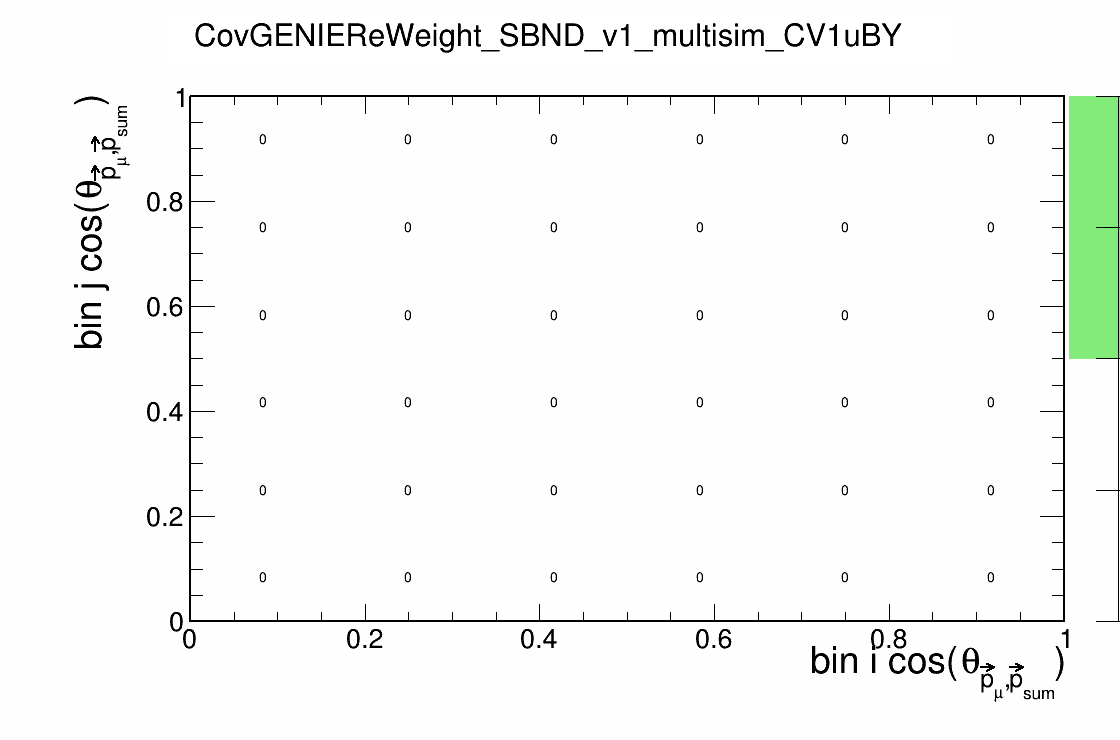 CovGENIEReWeight_SBND_v1_multisim_CV1uBY
bin j cos(θ p⃗μ,p⃗sum)
1
0 0 0 0 0 0
0.8
0 0 0 0 0 0
0.6
0 0 0 0 0 0
0.4
0 0 0 0 0 0
0.2
0 0 0 0 0 0
0 0 0 0 0 0
0
0 0.2 0.4 0.6 0.8 1
bin i cos(θ p⃗μ,p⃗sum)